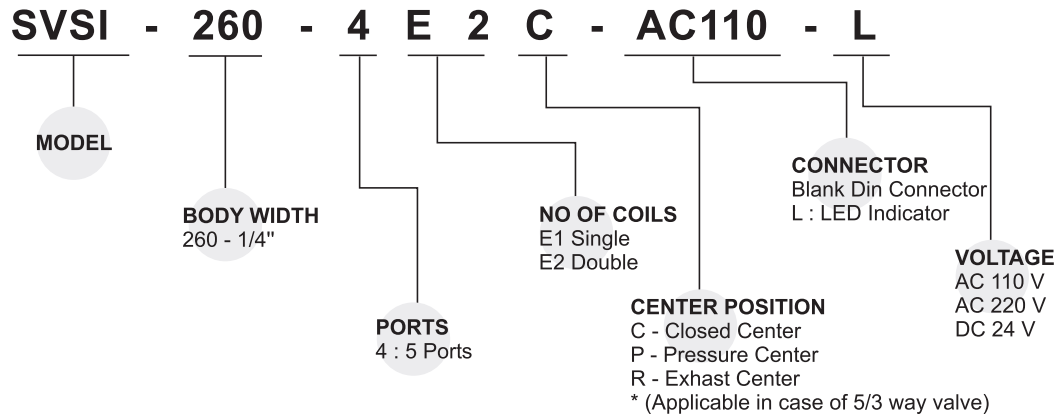 SVSI - 260 - 4 E 2 C - AC110 - L
MODEL
BODY WIDTH
260 - 1/4"
PORTS
4 : 5 Ports
NO OF COILS
E1 Single
E2 Double
CENTER POSITION
C - Closed Center
P - Pressure Center
R - Exhast Center
* (Applicable in case of 5/3 way valve)
CONNECTOR
Blank Din Connector
L : LED Indicator
VOLTAGE
AC 110 V
AC 220 V
DC 24 V